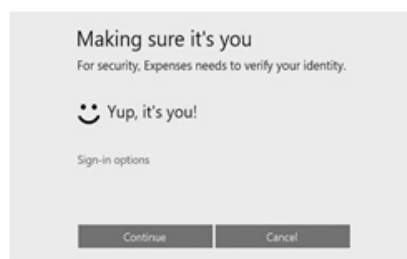 Making sure it's you
For security, Expenses needs to verify your identity.
Yup, it's you!
Sign-in options
Continue
Cancel